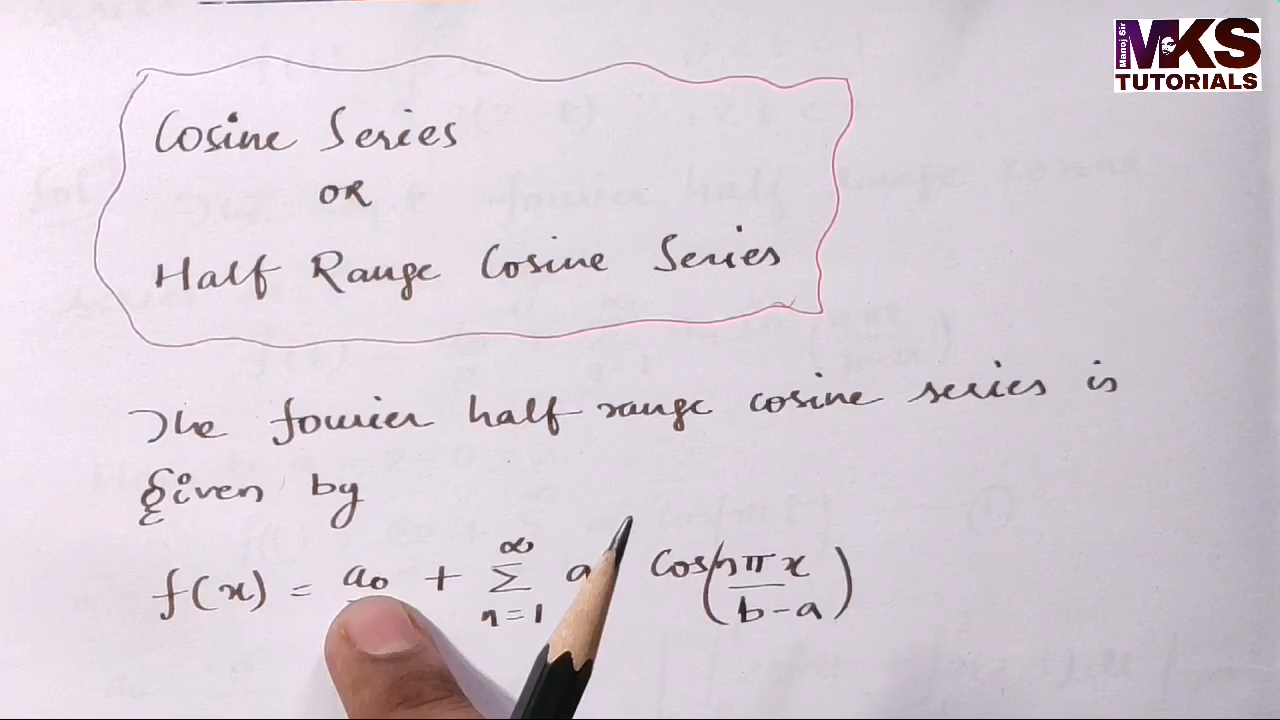 Manoj Sir
MKS
TUTORIALS
Cosine Series
OR
Half Range Cosine Series
The fourier half range cosine series is
given by
f(x) = a₀ + ∞ Σ n=1 a cos(nπx / b-a)